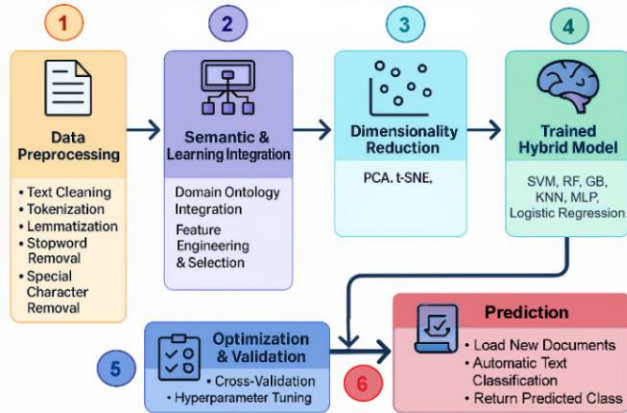 1
Data
Preprocessing
• Text Cleaning
• Tokenization
• Lemmatization
• Stopword
Removal
• Special
Character
Removal
2
Semantic &
Learning Integration
Domain Ontology
Integration
Feature
Engineering
& Selection
3
Dimensionality
Reduction
PCA. t-SNE,
4
Trained
Hybrid Model
SVM, RF, GB,
KNN, MLP,
Logistic Regression
5
Optimization
& Validation
• Cross-Validation
• Hyperparameter Tuning
6
Prediction
• Load New Documents
• Automatic Text
Classification
• Return Predicted Class